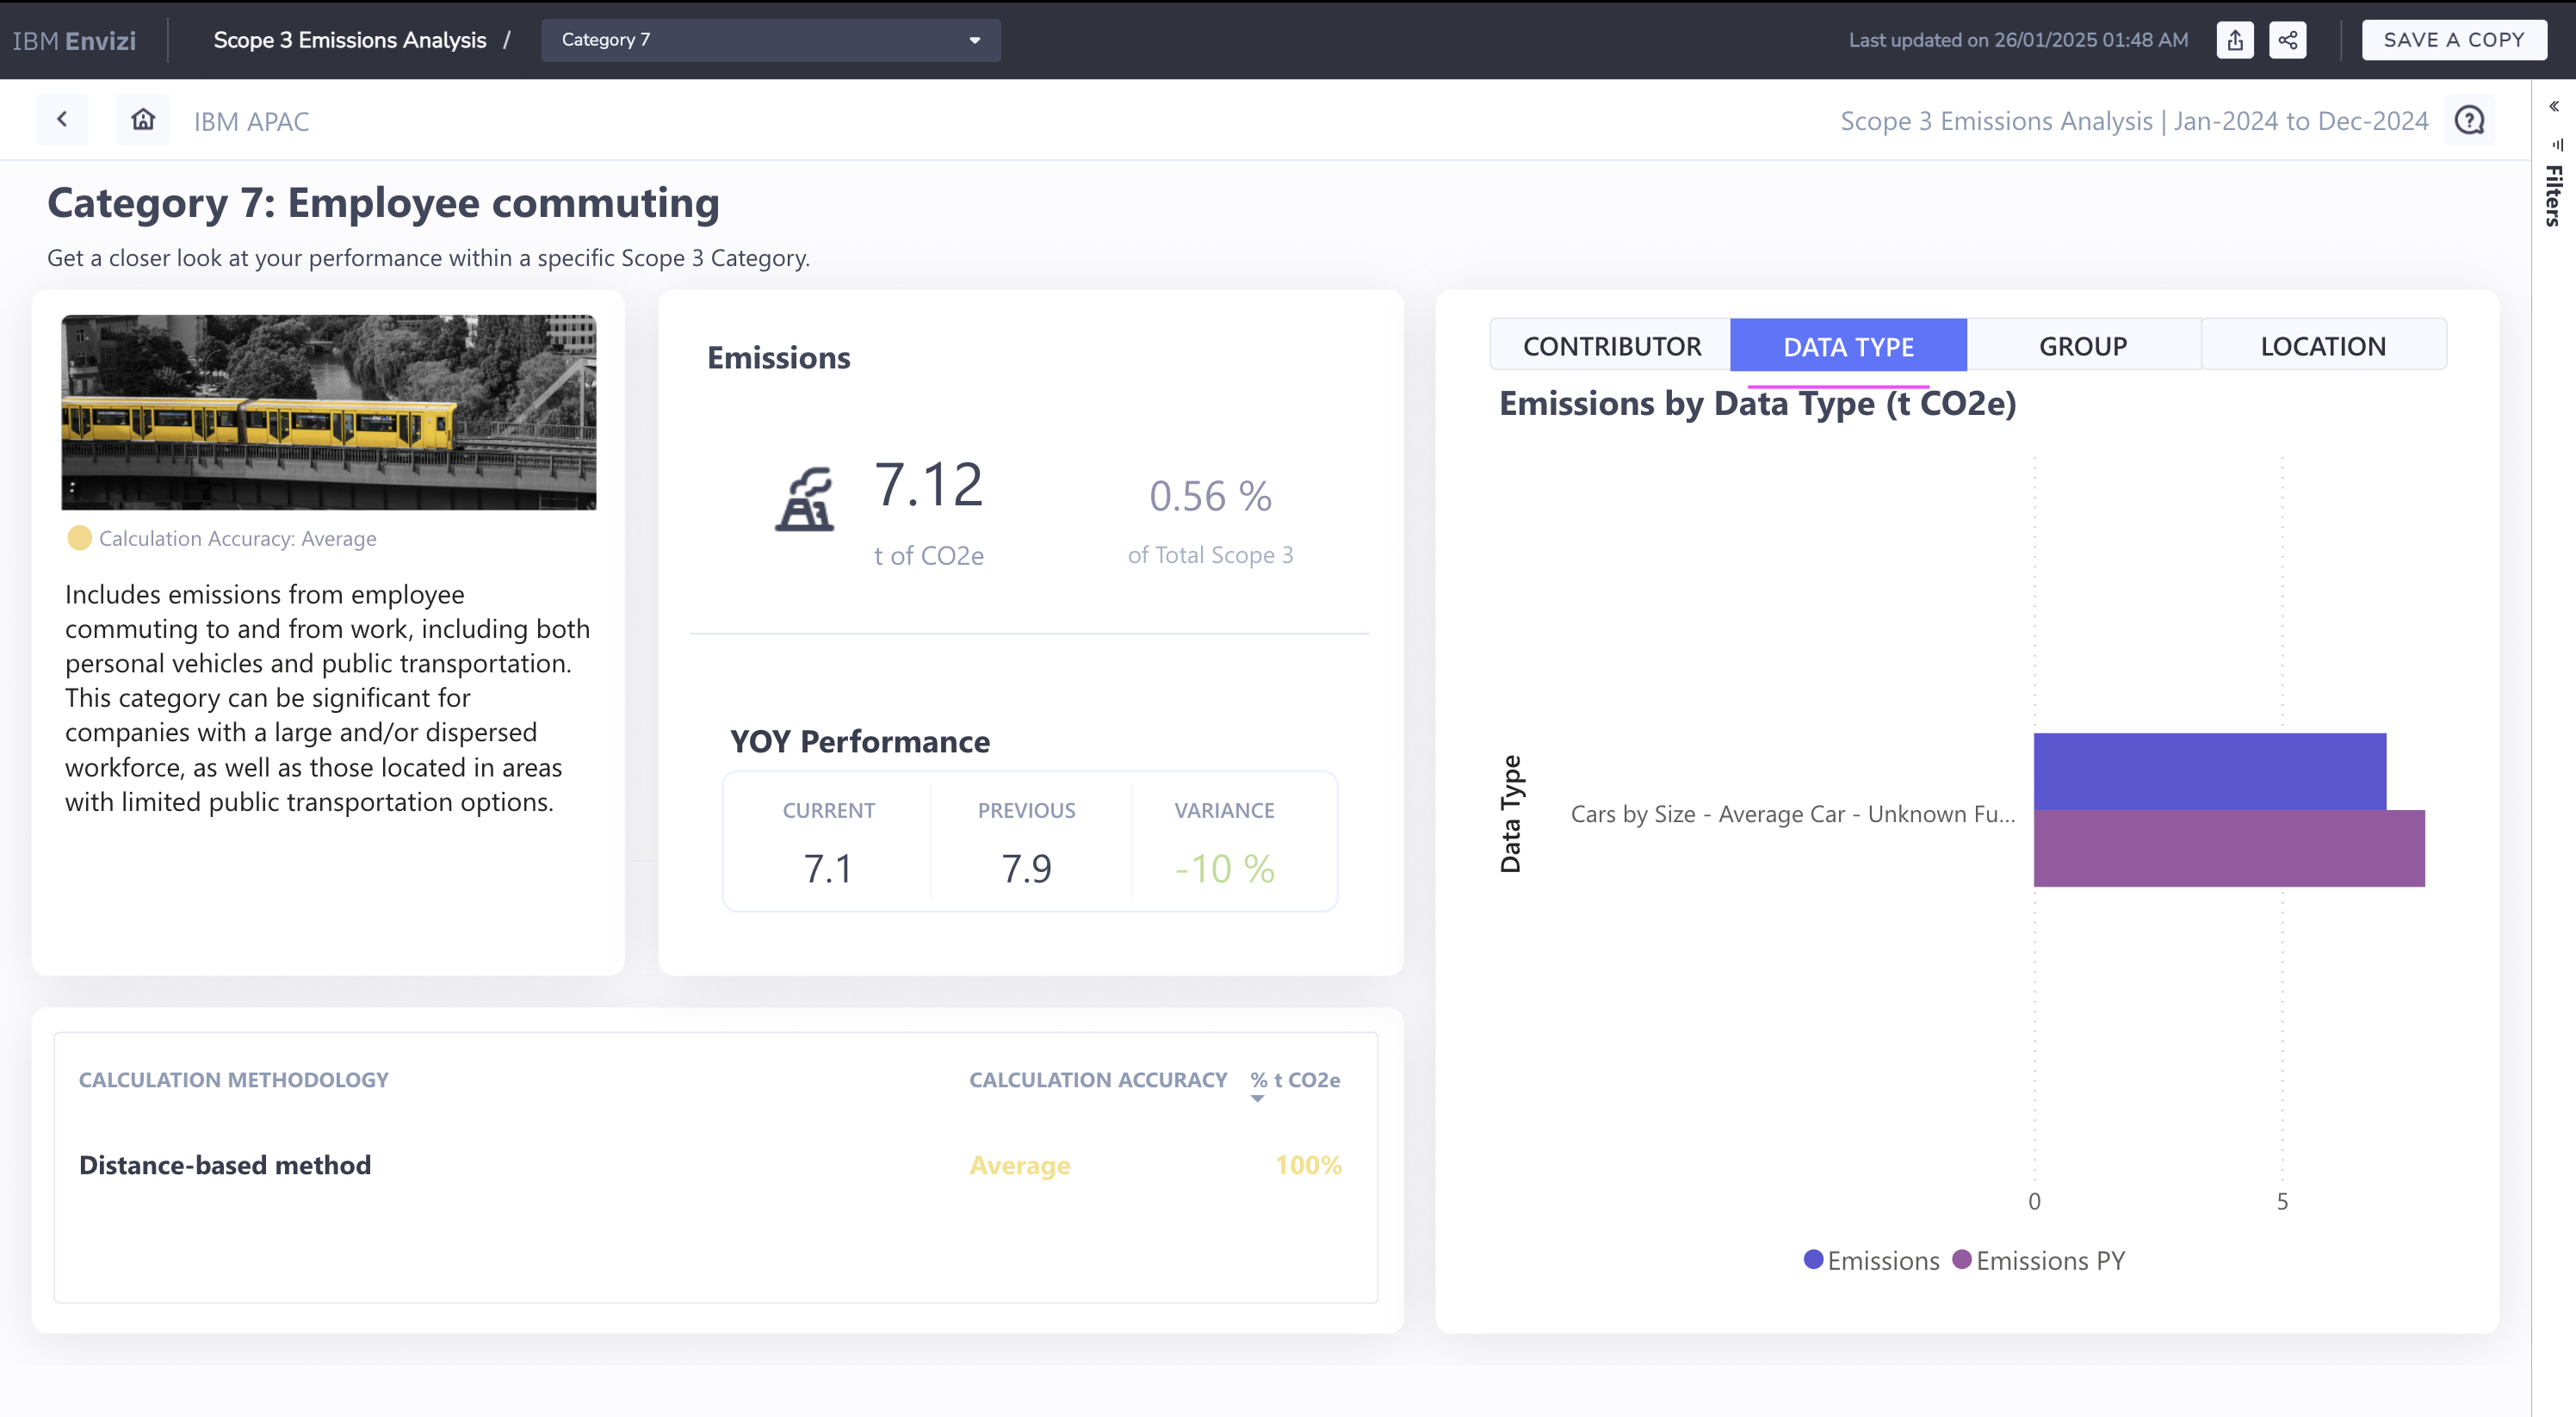 IBM Envizi
Scope 3 Emissions Analysis /
Category 7
Last updated on 26/01/2025 01:48 AM
SAVE A COPY
IBM APAC
Scope 3 Emissions Analysis | Jan-2024 to Dec-2024
Filters
Category 7: Employee commuting
Get a closer look at your performance within a specific Scope 3 Category.
Calculation Accuracy: Average
Includes emissions from employee
commuting to and from work, including both
personal vehicles and public transportation.
This category can be significant for
companies with a large and/or dispersed
workforce, as well as those located in areas
with limited public transportation options.
Emissions
7.12
t of CO2e
0.56 %
of Total Scope 3
YOY Performance
CURRENT PREVIOUS VARIANCE
7.1 7.9 -10 %
CALCULATION METHODOLOGY CALCULATION ACCURACY % t CO2e
Distance-based method Average 100%
CONTRIBUTOR DATA TYPE GROUP LOCATION
Emissions by Data Type (t CO2e)
Data Type
Cars by Size - Average Car - Unknown Fu...
0 5
Emissions Emissions PY